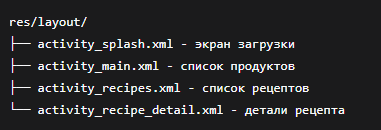 res/layout/
├── activity_splash.xml - экран загрузки
├── activity_main.xml - список продуктов
├── activity_recipes.xml - список рецептов
└── activity_recipe_detail.xml - детали рецепта